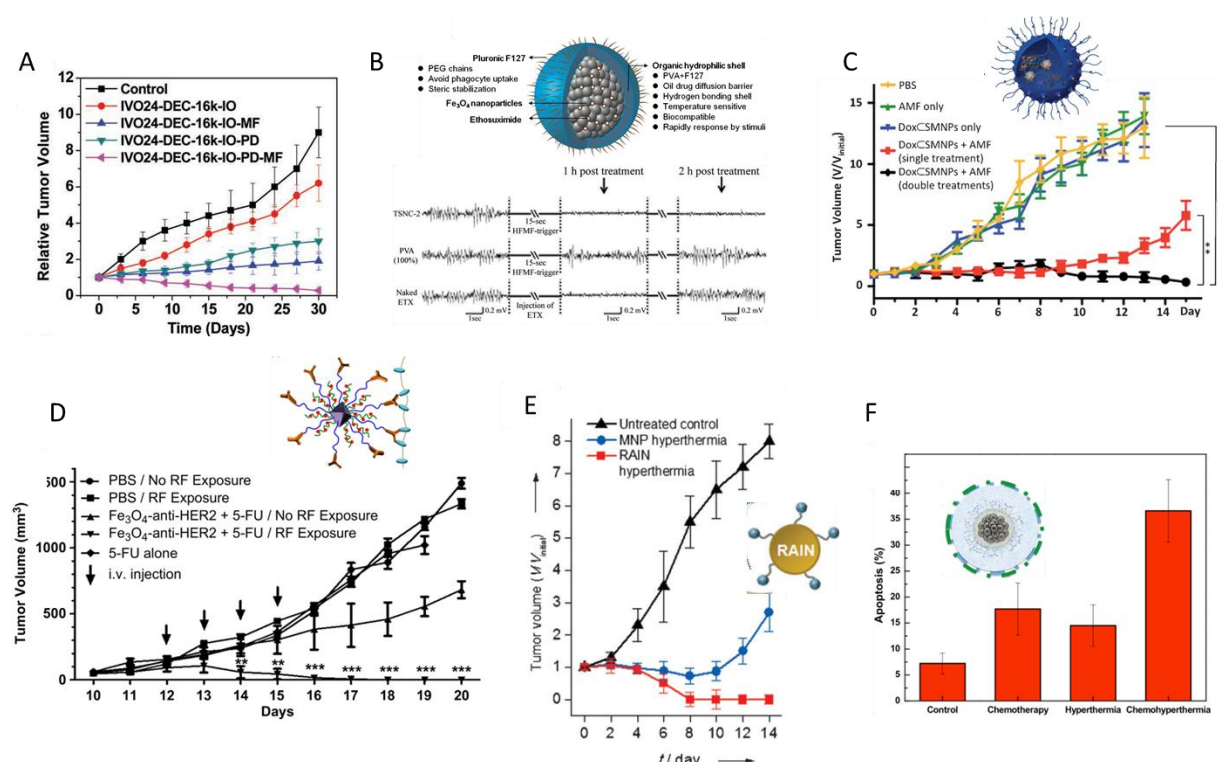 A
Relative Tumor Volume
12
10
8
6
4
2
0
Control
IVO24-DEC-16k-IO
IVO24-DEC-16k-IO-MF
IVO24-DEC-16k-IO-PD
IVO24-DEC-16k-IO-PD-MF
0 5 10 15 20 25 30
Time (Days)
B
Pluronic F127
● PEG chains
● Avoid phagocyte uptake
● Steric stabilization
Fe₃O₄ nanoparticles
Ethosuximide
Organic hydrophilic shell
● PVA+F127
● Oil drug diffusion barrier
● Hydrogen bonding shell
● Temperature sensitive
● Biocompatible
● Rapidly response by stimuli
1 h post treatment
2 h post treatment
TSNC-2
15-sec
HFMF-trigger
PVA
(100%)
15-sec
HFMF-trigger
Naked
ETX
Injection of
ETX
1sec 0.2 mV
1sec 0.2 mV
1sec 0.2 mV
C
Tumor Volume (V/Vinitial)
15
10
5
0
PBS
AMF only
Dox⊂SMNPs only
Dox⊂SMNPs + AMF
(single treatment)
Dox⊂SMNPs + AMF
(double treatments)
**
0 2 4 6 8 10 12 14 Day
D
Tumor Volume (mm³)
1000
500
0
PBS / No RF Exposure
PBS / RF Exposure
Fe₃O₄-anti-HER2 + 5-FU / No RF Exposure
Fe₃O₄-anti-HER2 + 5-FU / RF Exposure
5-FU alone
i.v. injection
** ** *** *** *** *** ***
10 11 12 13 14 15 16 17 18 19 20
Days
E
Tumor volume (V/Vinitial)
8
7
6
5
4
3
2
1
0
Untreated control
MNP hyperthermia
RAIN
hyperthermia
RAIN
0 2 4 6 8 10 12 14
t / day
F
Apoptosis (%)
45
40
35
30
25
20
15
10
5
0
Control Chemotherapy Hyperthermia Chemohyperthermia